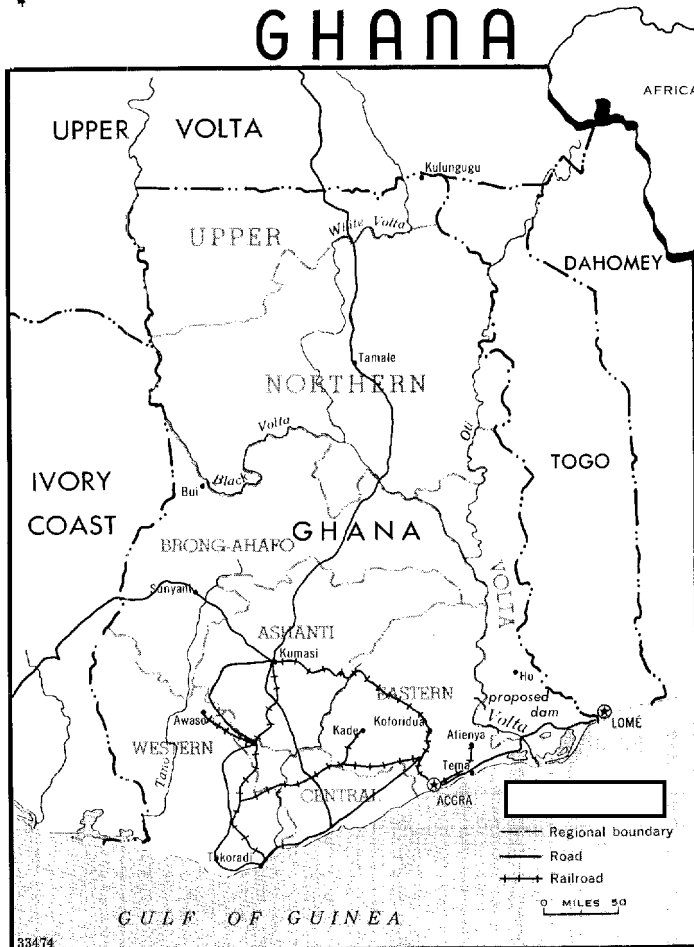 GHANA
AFRICA
UPPER VOLTA
Kulungugu
White Volta
UPPER
DAHOMEY
Tamale
NORTHERN
Volta
Oti
TOGO
IVORY
COAST
Black
Bui
GHANA
BRONG-AHAFO
VOLTA
Sunyani
ASHANTI
Kumasi
Ho
EASTERN
proposed
dam
Volta
LOMÉ
Awaso
Kade
Koforidua
Afienya
WESTERN
Tano
Tema
CENTRAL
ACCRA
Regional boundary
Takoradi
Road
Railroad
0 MILES 50
GULF OF GUINEA
33474